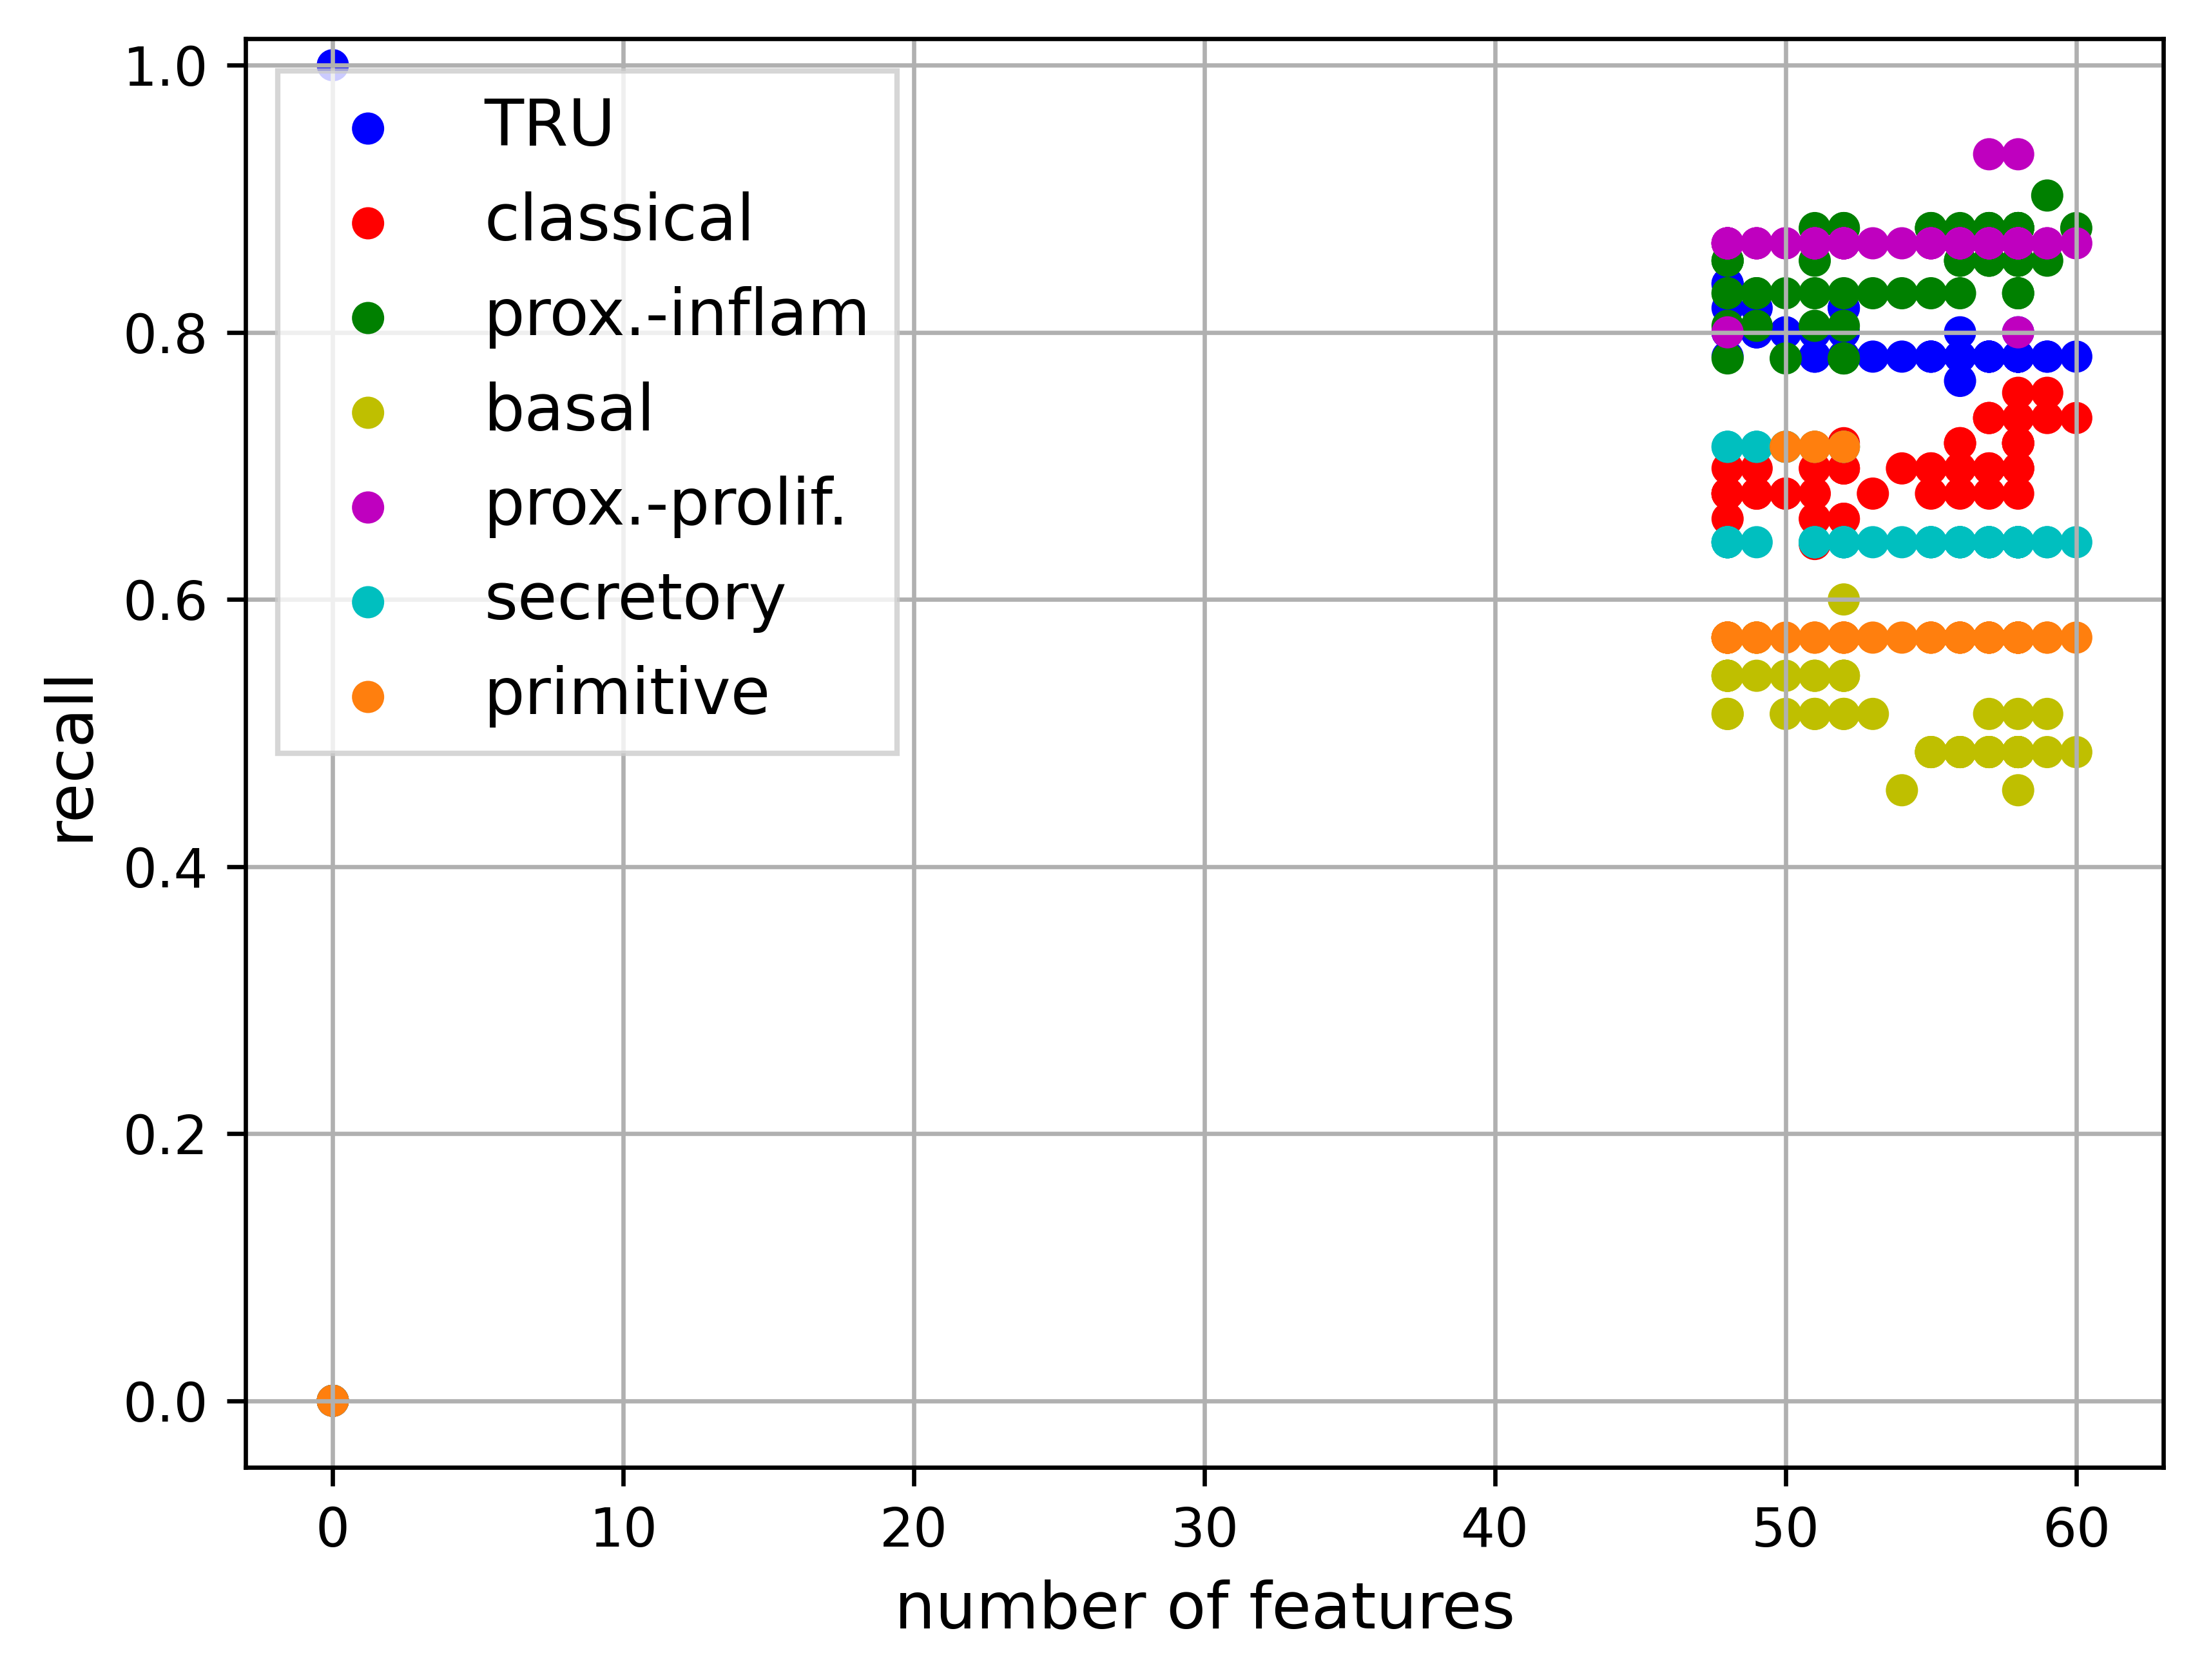 1.0
0.8
0.6
0.4
0.2
0.0
recall
TRU
classical
prox.-inflam
basal
prox.-prolif.
secretory
primitive
0 10 20 30 40 50 60
number of features